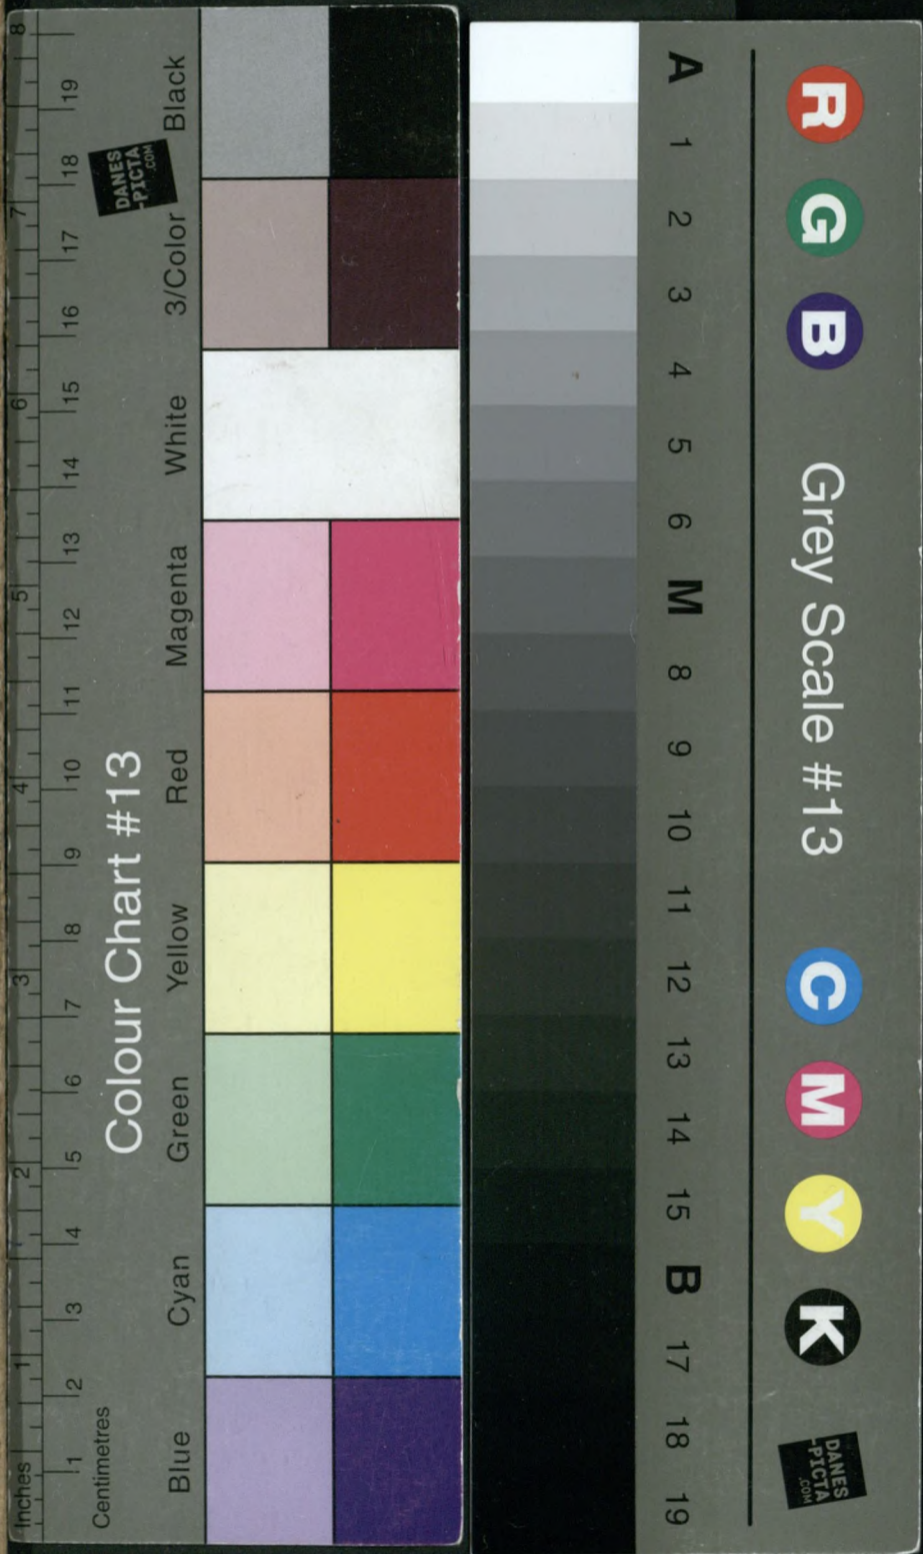 Colour Chart #13
Blue Cyan Green Yellow Red Magenta White 3/Color Black
Centimetres
1 2 3 4 5 6 7 8 9 10 11 12 13 14 15 16 17 18 19
Inches
1 2 3 4 5 6 7 8
DANES
-PICTA
.COM
R G B Grey Scale #13 C M Y K
DANES
-PICTA
.COM
A 1 2 3 4 5 6 M 8 9 10 11 12 13 14 15 B 17 18 19